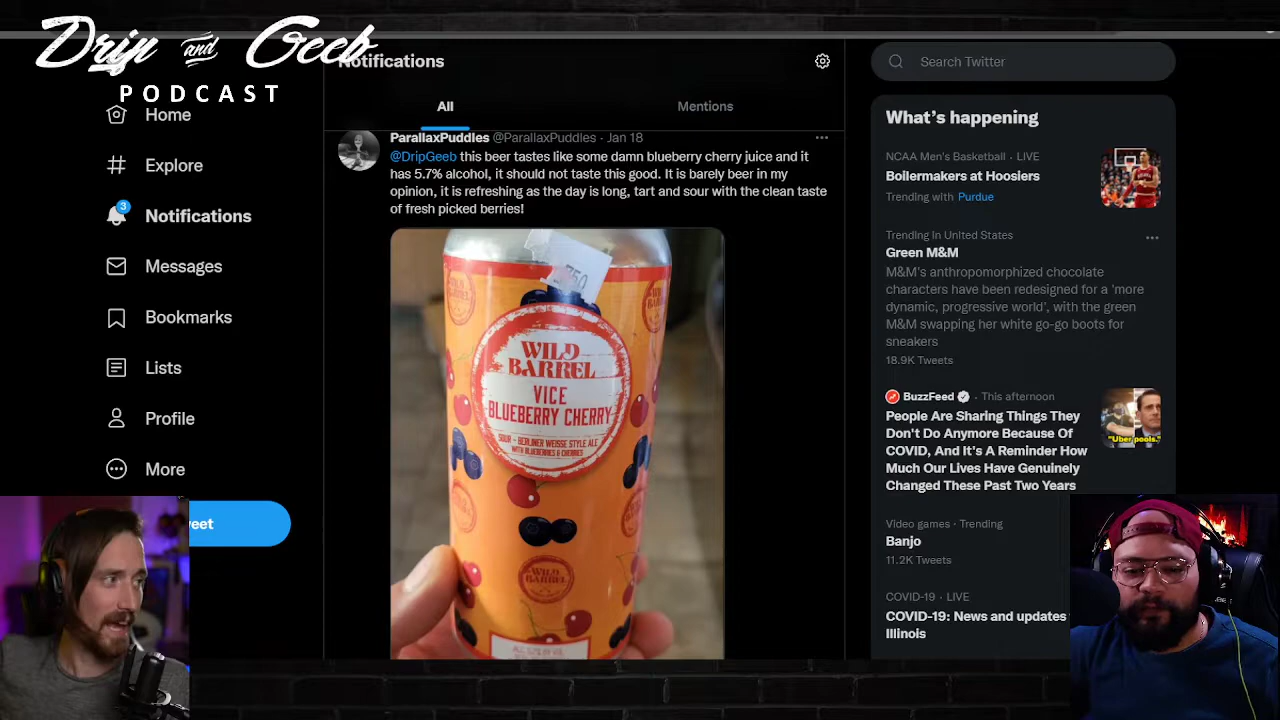 Drip and Geeb
PODCAST
Home
Explore
3
Notifications
Messages
Bookmarks
Lists
Profile
More
Notifications
All
Mentions
ParallaxPuddles @ParallaxPuddles · Jan 18
@DripGeeb this beer tastes like some damn blueberry cherry juice and it
has 5.7% alcohol, it should not taste this good. It is barely beer in my
opinion, it is refreshing as the day is long, tart and sour with the clean taste
of fresh picked berries!
WILD
BARREL
VICE
BLUEBERRY CHERRY
SOUR - BERLINER WEISSE STYLE ALE
WITH BLUEBERRIES & CHERRIES
WILD
BARREL
Search Twitter
What's happening
NCAA Men's Basketball · LIVE
Boilermakers at Hoosiers
Trending with Purdue
Trending in United States
Green M&M
M&M's anthropomorphized chocolate
characters have been redesigned for a 'more
dynamic, progressive world', with the green
M&M swapping her white go-go boots for
sneakers
18.9K Tweets
BuzzFeed · This afternoon
People Are Sharing Things They
Don't Do Anymore Because Of
COVID, And It's A Reminder How
Much Our Lives Have Genuinely
Changed These Past Two Years
"Uber pools."
Video games · Trending
Banjo
11.2K Tweets
COVID-19 · LIVE
COVID-19: News and updates
Illinois